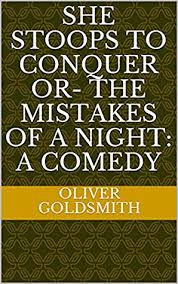 SHE
STOOPS TO
CONQUER
OR- THE
MISTAKES
OF A NIGHT:
A COMEDY
OLIVER
GOLDSMITH